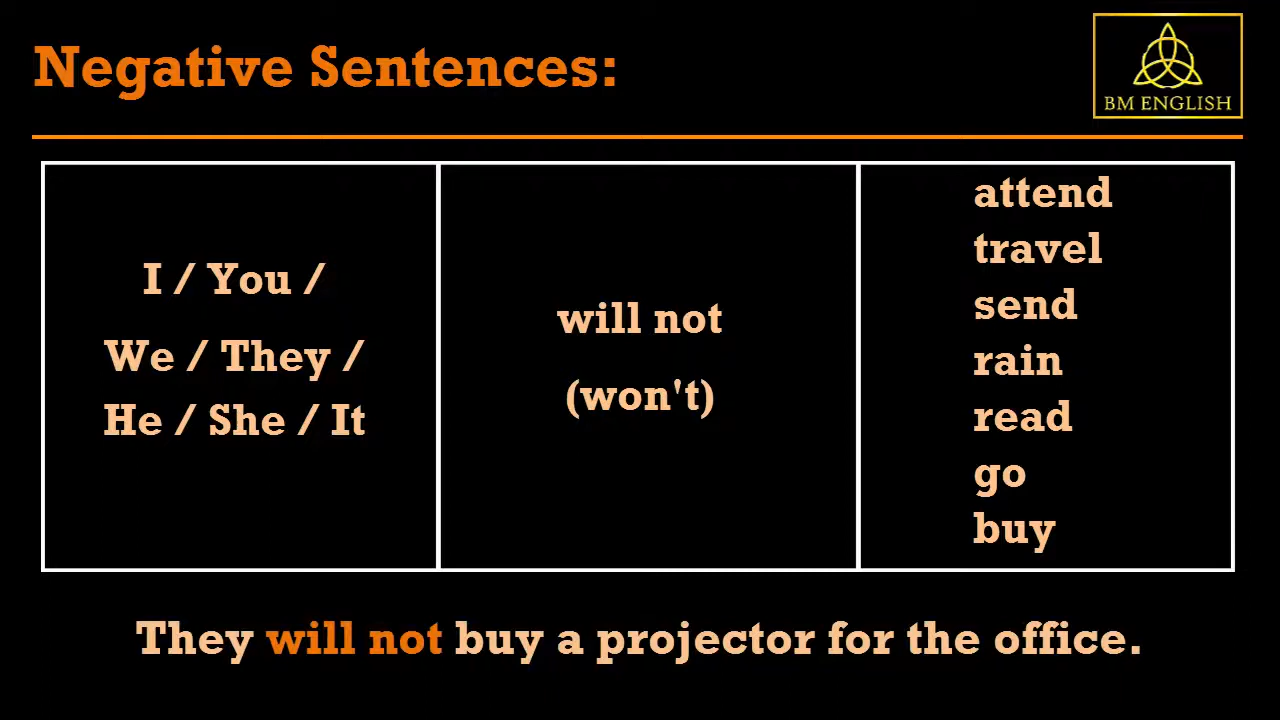 Negative Sentences:
BM ENGLISH
I / You /
We / They /
He / She / It
will not
(won't)
attend
travel
send
rain
read
go
buy
They will not buy a projector for the office.